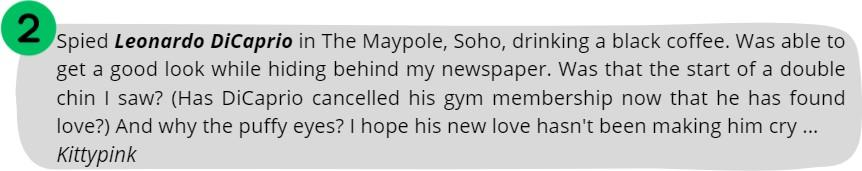 2
Spied Leonardo DiCaprio in The Maypole, Soho, drinking a black coffee. Was able to
get a good look while hiding behind my newspaper. Was that the start of a double
chin I saw? (Has DiCaprio cancelled his gym membership now that he has found
love?) And why the puffy eyes? I hope his new love hasn't been making him cry ...
Kittypink